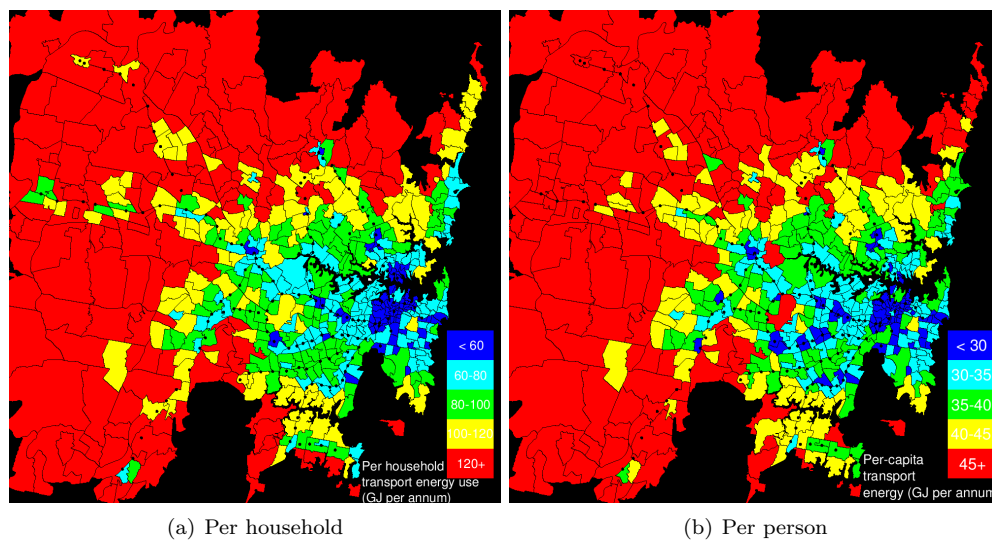 < 60
60-80
80-100
100-120
120+
Per household
transport energy use
(GJ per annum)
< 30
30-35
35-40
40-45
45+
Per-capita
transport
energy (GJ per annum
(a) Per household
(b) Per person